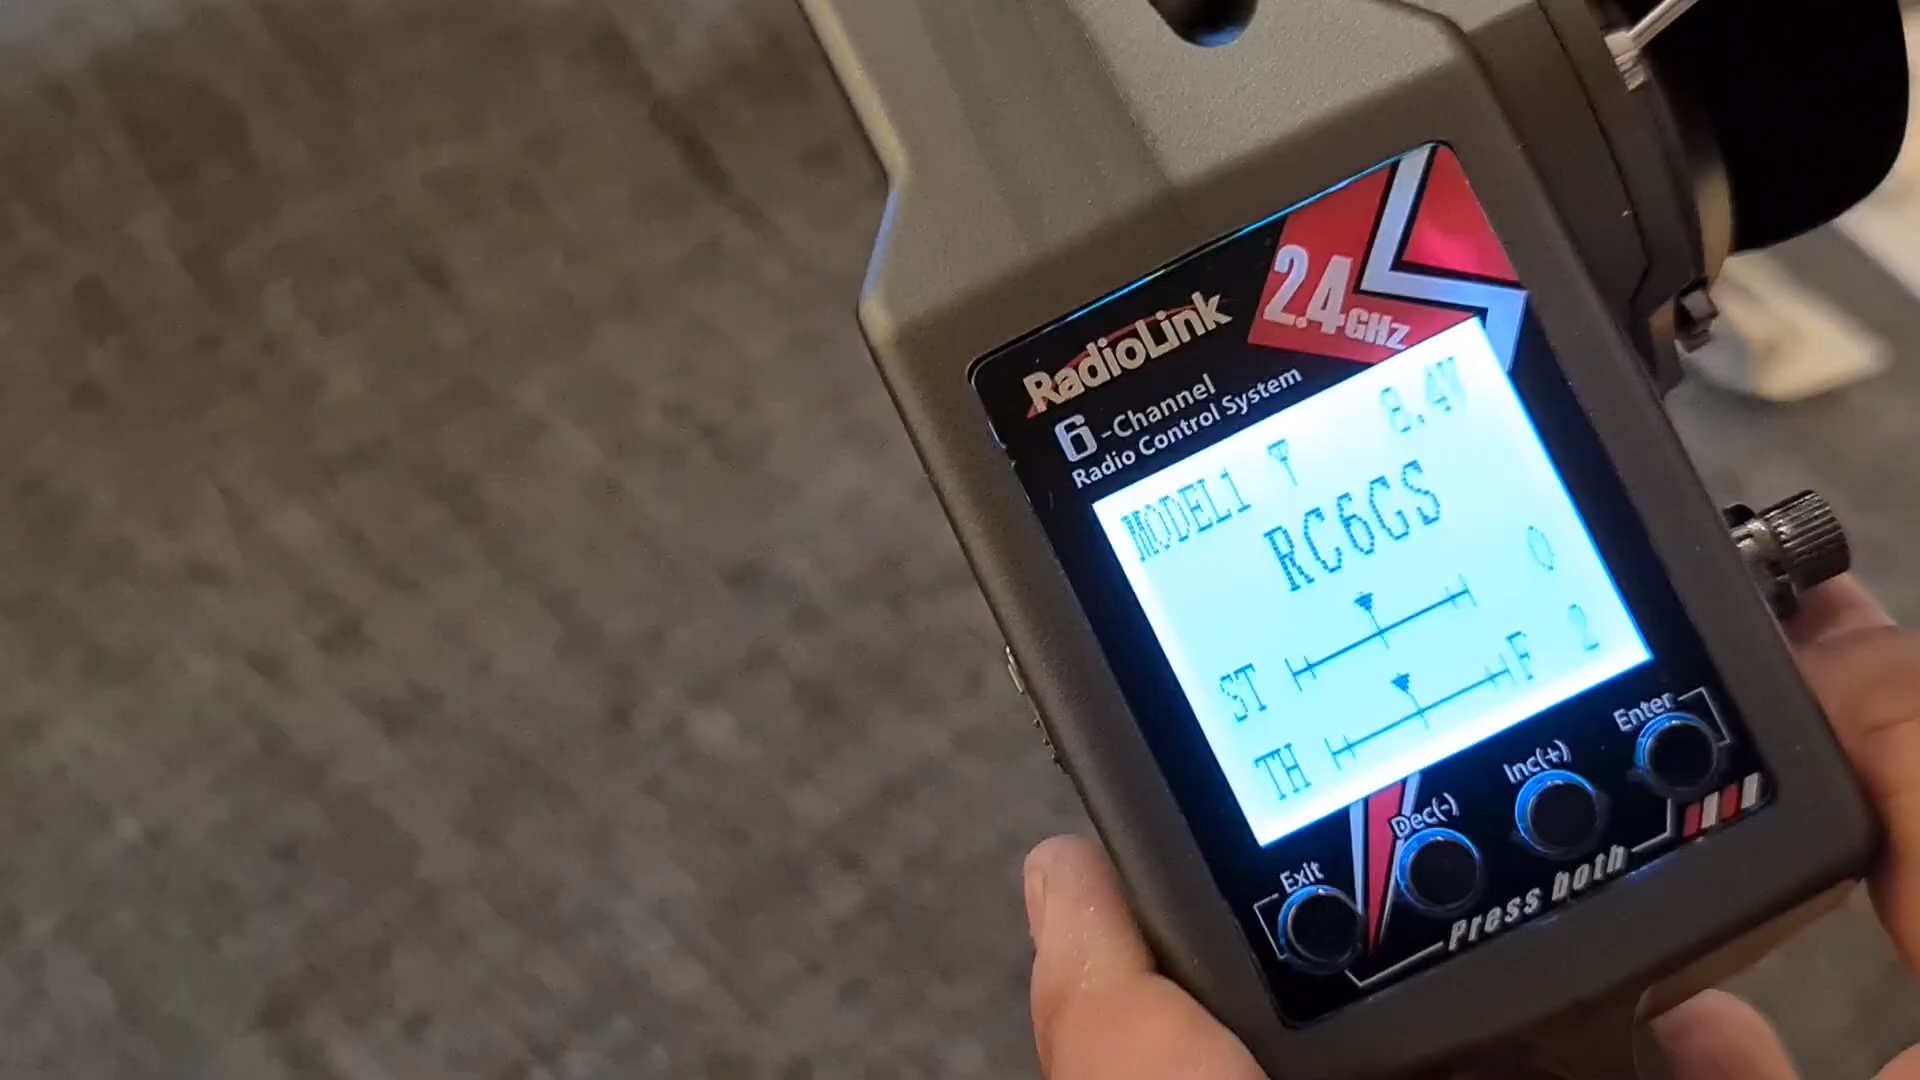 RadioLink
2.4GHz
6-Channel
Radio Control System
MODEL1 8.4V
RC6GS
ST 0
TH F 2
Exit Dec(-) Inc(+) Enter
Press both